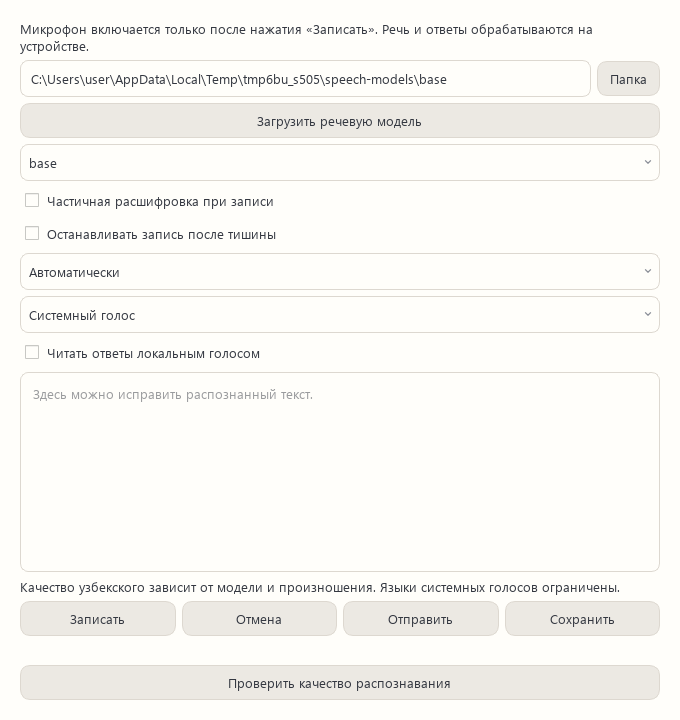 Микрофон включается только после нажатия «Записать». Речь и ответы обрабатываются на
устройстве.
C:\Users\user\AppData\Local\Temp\tmp6bu_s505\speech-models\base
Папка
Загрузить речевую модель
base
Частичная расшифровка при записи
Останавливать запись после тишины
Автоматически
Системный голос
Читать ответы локальным голосом
Здесь можно исправить распознанный текст.
Качество узбекского зависит от модели и произношения. Языки системных голосов ограничены.
Записать
Отмена
Отправить
Сохранить
Проверить качество распознавания